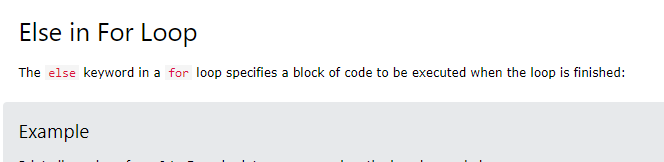 Else in For Loop
The else keyword in a for loop specifies a block of code to be executed when the loop is finished:
Example